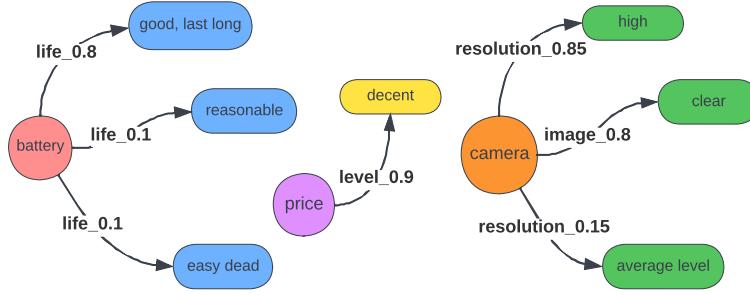 good, last long
life_0.8
reasonable
battery
life_0.1
life_0.1
easy dead
decent
level_0.9
price
high
resolution_0.85
clear
image_0.8
camera
resolution_0.15
average level